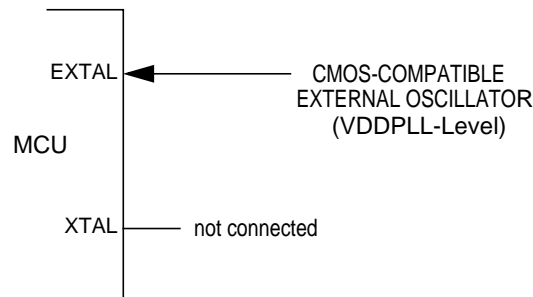 EXTAL
CMOS-COMPATIBLE
EXTERNAL OSCILLATOR
(VDDPLL-Level)
MCU
XTAL
not connected